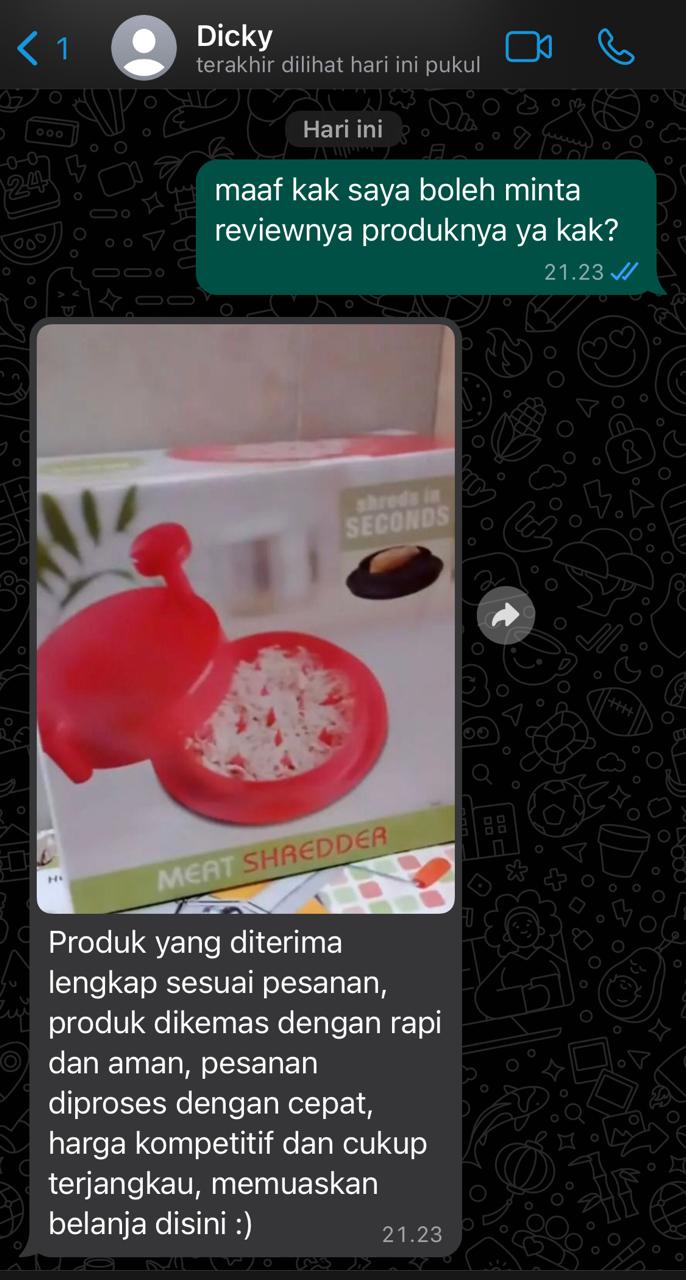 1
Dicky
terakhir dilihat hari ini pukul
Hari ini
maaf kak saya boleh minta
reviewnya produknya ya kak?
21.23
shreds in
SECONDS
MEAT SHREDDER
Produk yang diterima
lengkap sesuai pesanan,
produk dikemas dengan rapi
dan aman, pesanan
diproses dengan cepat,
harga kompetitif dan cukup
terjangkau, memuaskan
belanja disini :)
21.23